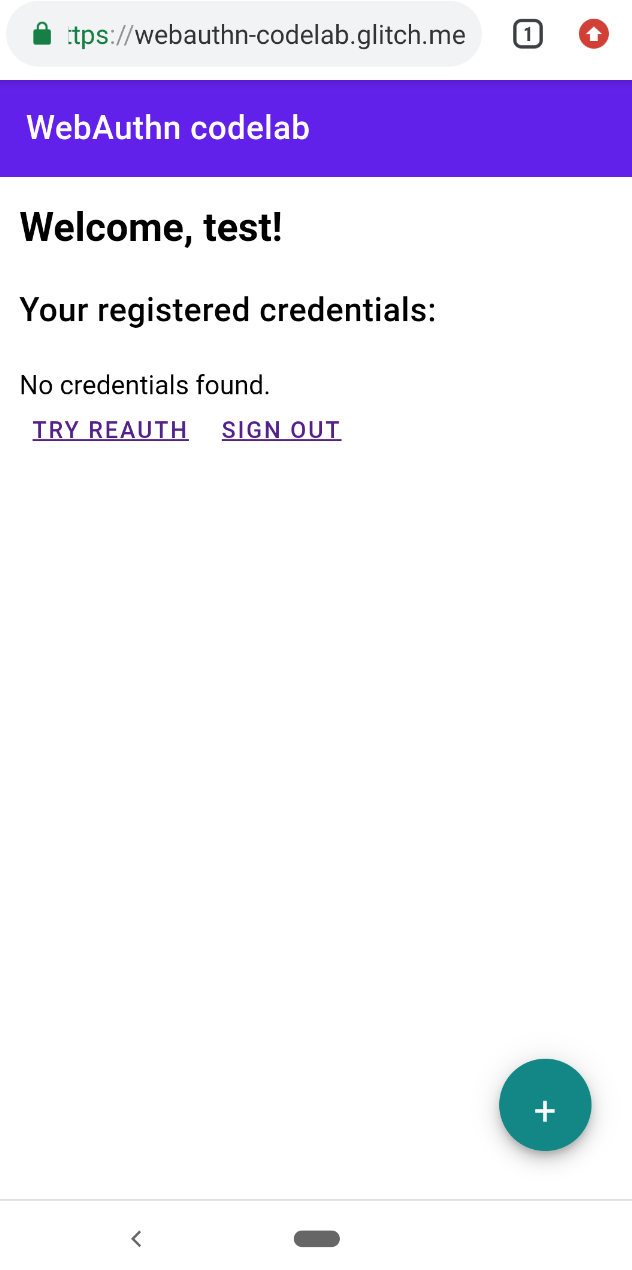 ttps://webauthn-codelab.glitch.me
1
WebAuthn codelab
Welcome, test!
Your registered credentials:
No credentials found.
TRY REAUTH SIGN OUT
+